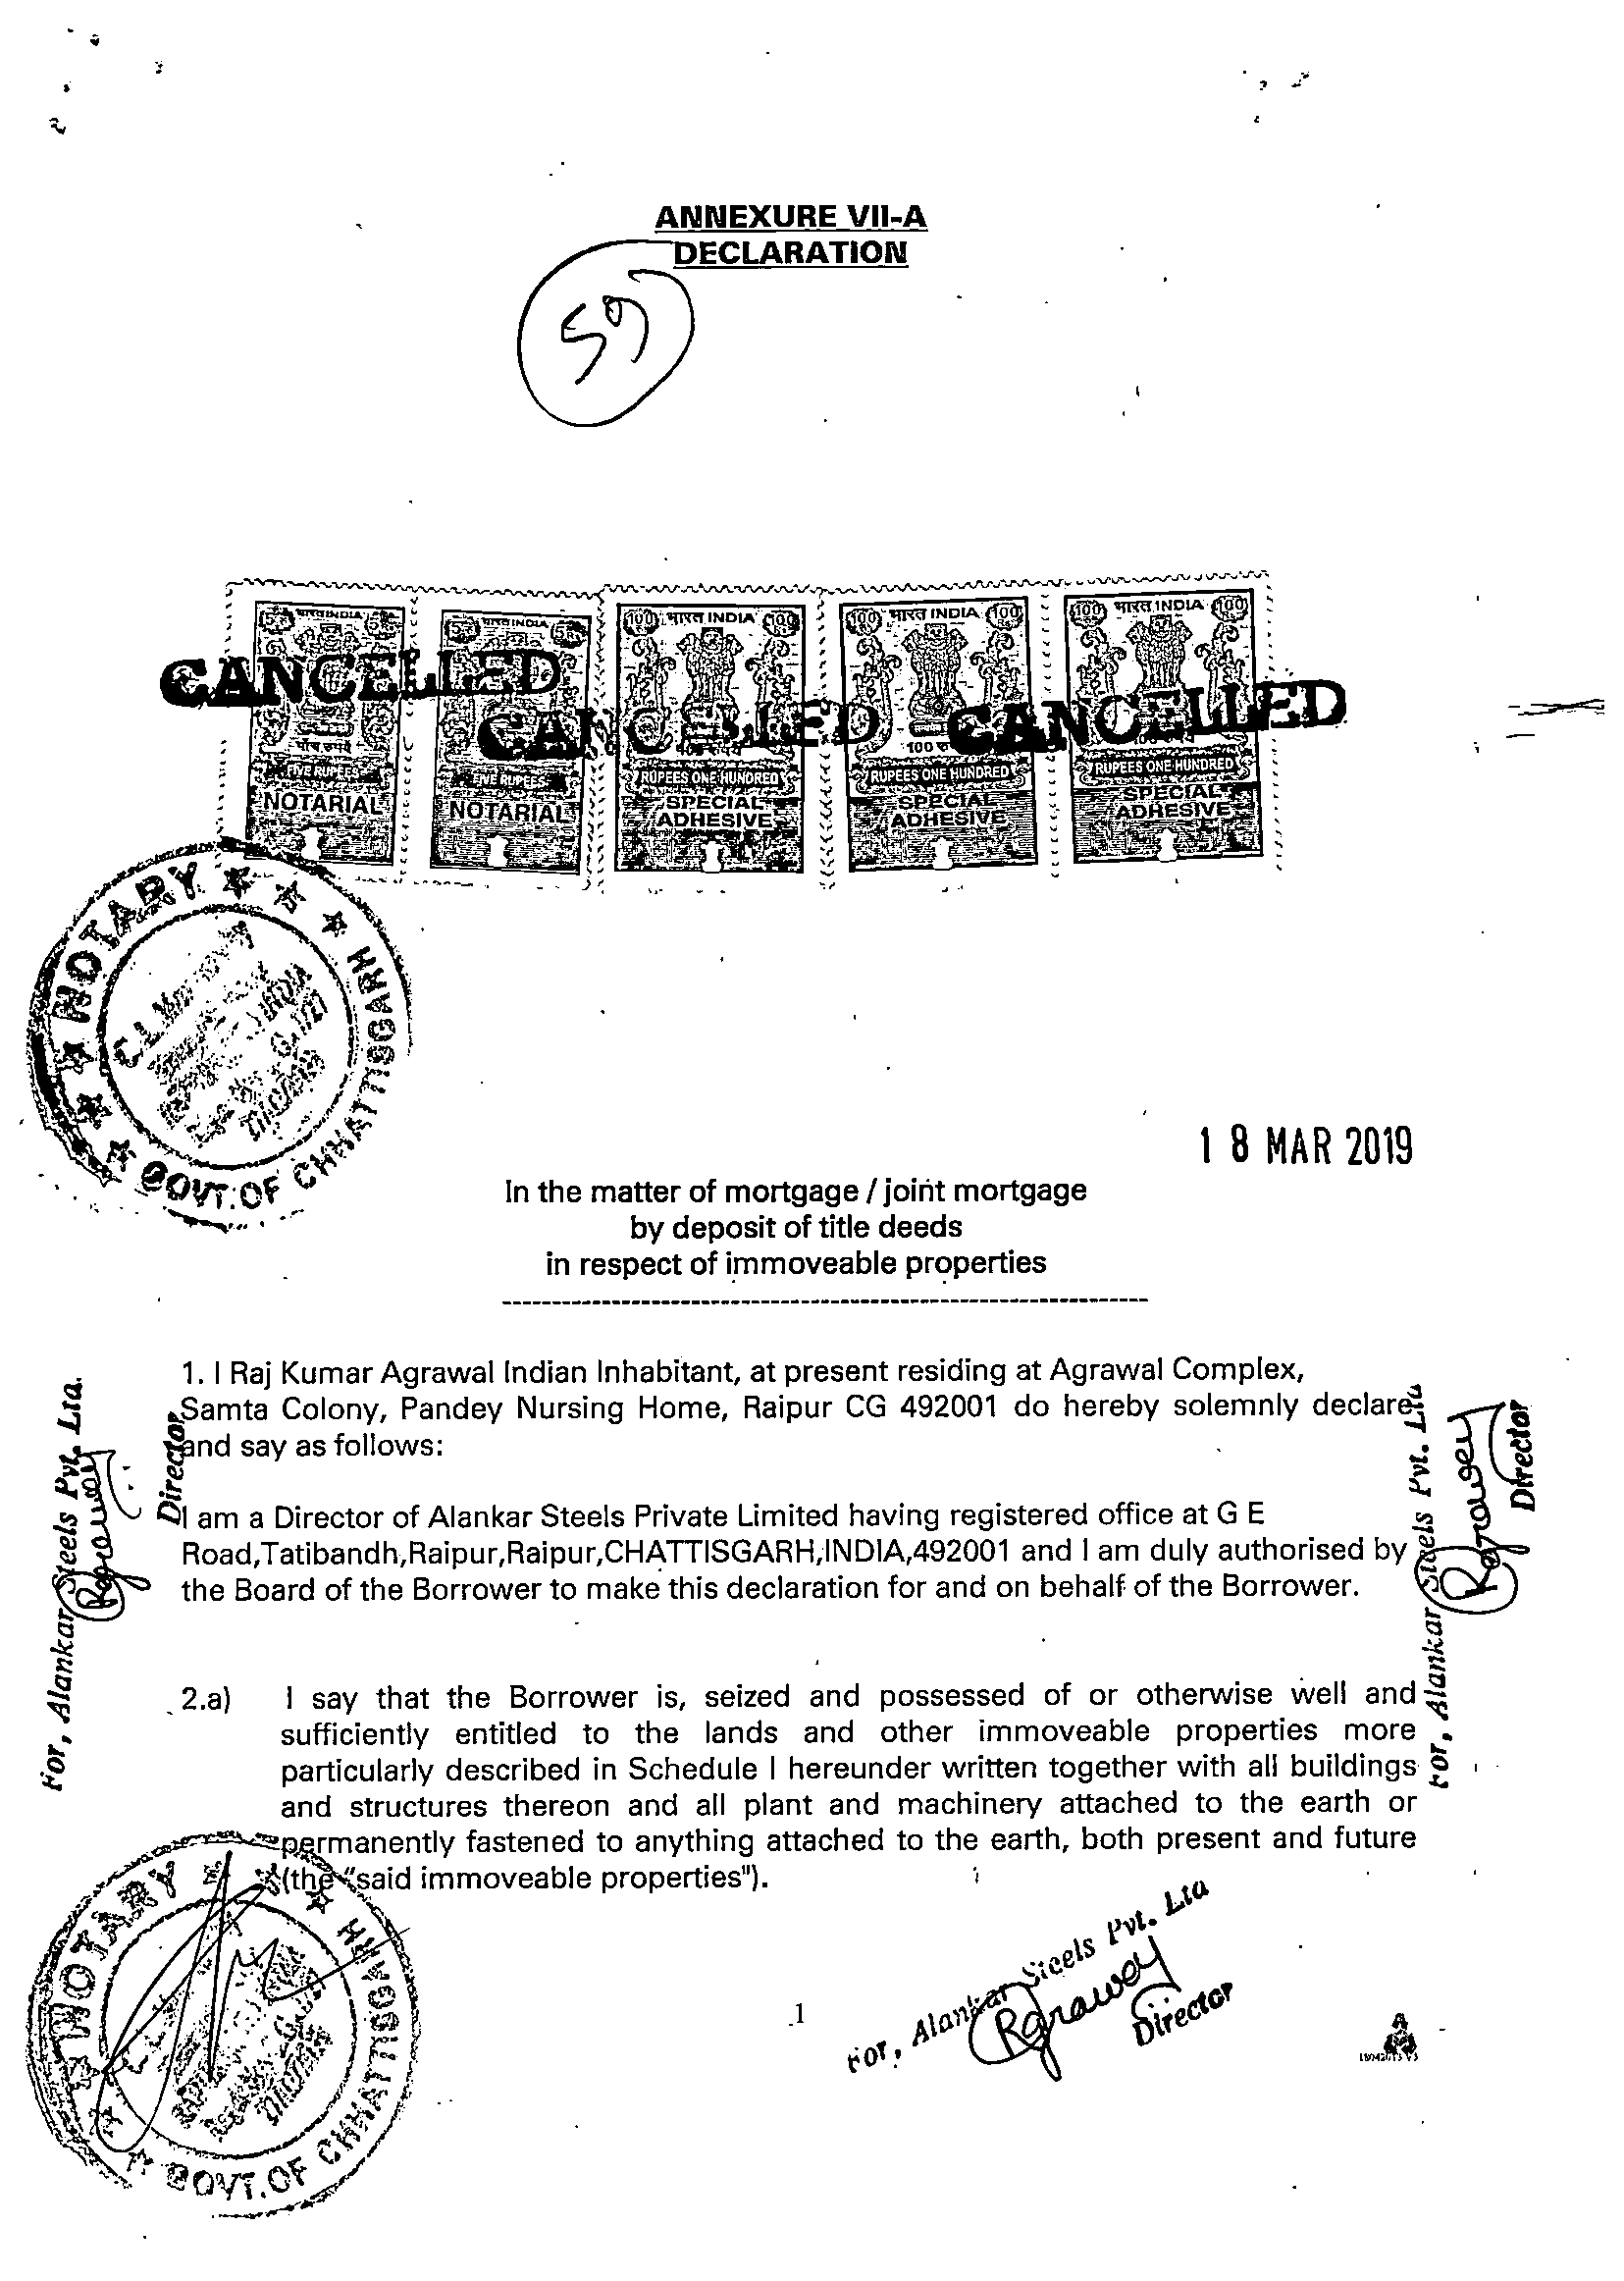 ANNEXURE VII-A
DECLARATION
59
भारत INDIA
भारत INDIA
100 भारत INDIA 100
100 भारत INDIA 100
100 भारत INDIA 100
CANCELLED
CANCELLED
CANCELLED
पाँच रुपये
FIVE RUPEES
NOTARIAL
FIVE RUPEES
NOTARIAL
RUPEES ONE HUNDRED
SPECIAL
ADHESIVE
RUPEES ONE HUNDRED
SPECIAL
ADHESIVE
RUPEES ONE HUNDRED
SPECIAL
ADHESIVE
NOTARY
GOVT. OF CHHATTISGARH
18 MAR 2019
In the matter of mortgage / joint mortgage
by deposit of title deeds
in respect of immoveable properties
1. I Raj Kumar Agrawal Indian Inhabitant, at present residing at Agrawal Complex,
Samta Colony, Pandey Nursing Home, Raipur CG 492001 do hereby solemnly declare
and say as follows:
I am a Director of Alankar Steels Private Limited having registered office at G E
Road,Tatibandh,Raipur,Raipur,CHATTISGARH,INDIA,492001 and I am duly authorised by
the Board of the Borrower to make this declaration for and on behalf of the Borrower.
For, Alankar Steels Pvt. Ltd.
Director
For, Alankar Steels Pvt. Ltd
Ragrawal
Director
2.a) I say that the Borrower is, seized and possessed of or otherwise well and
sufficiently entitled to the lands and other immoveable properties more
particularly described in Schedule I hereunder written together with all buildings
and structures thereon and all plant and machinery attached to the earth or
permanently fastened to anything attached to the earth, both present and future
(the "said immoveable properties").
NOTARY
GOVT. OF CHHATTISGARH
1
For, Alankar Steels Pvt. Ltd
Director